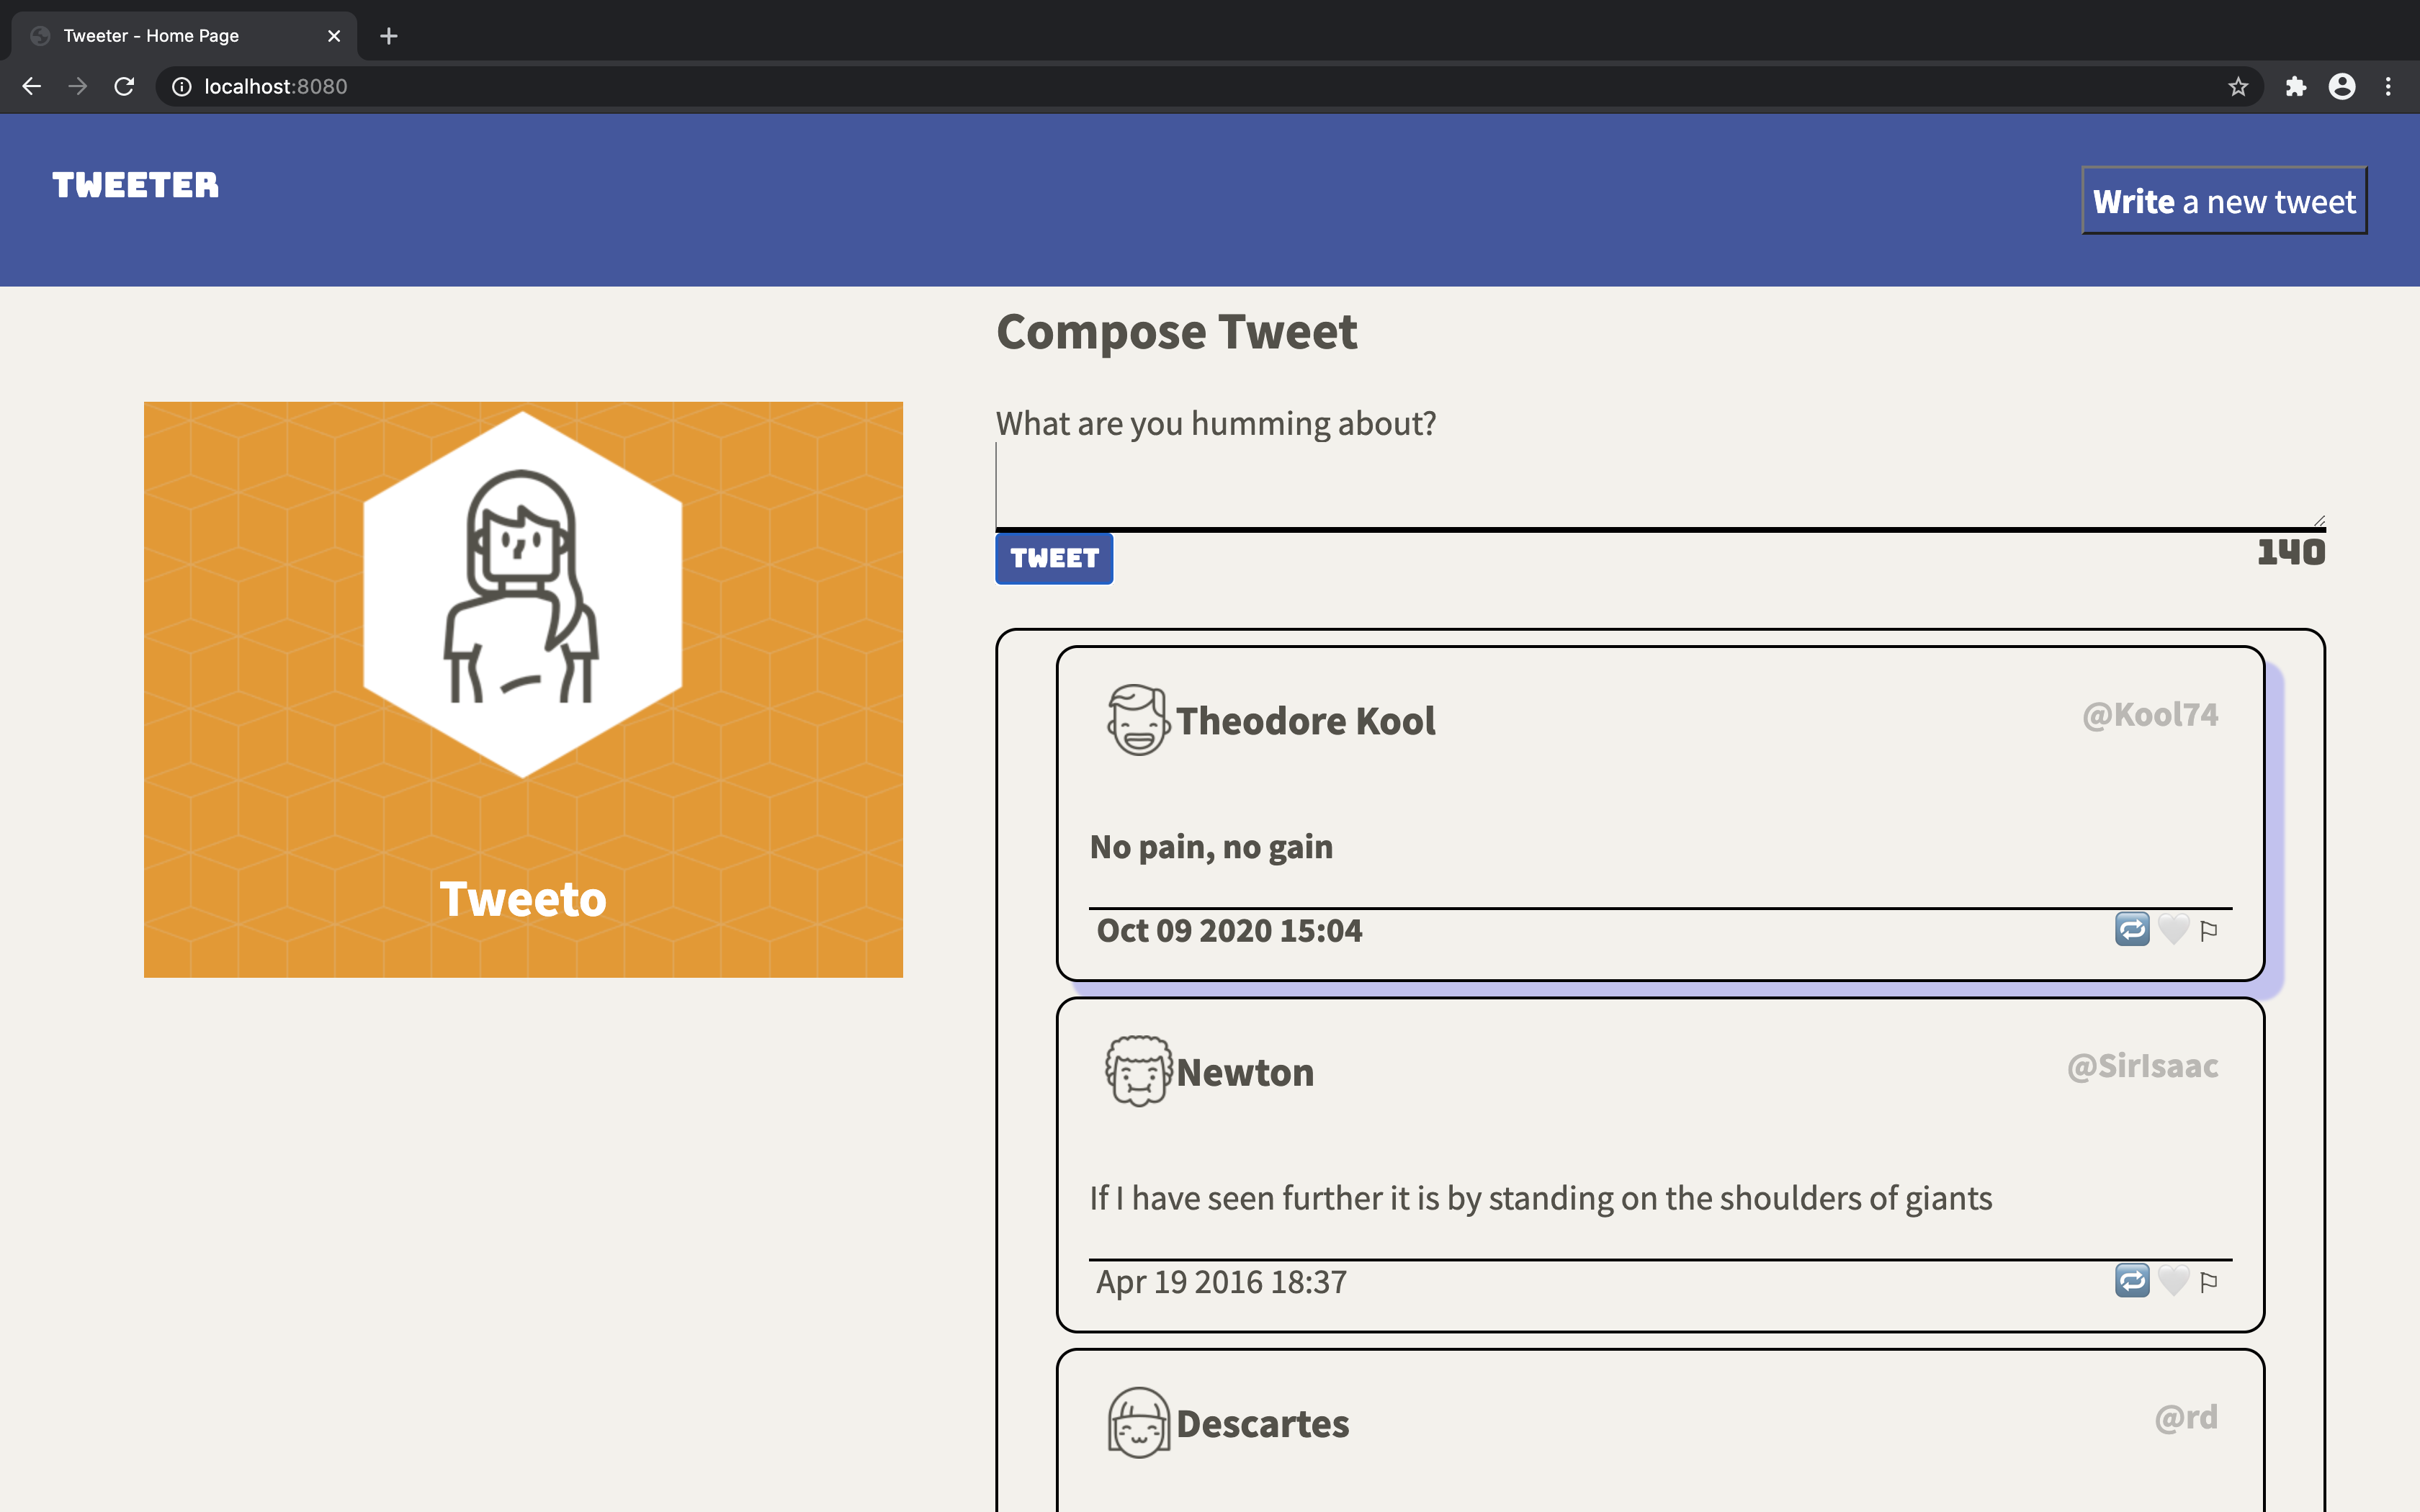 Tweeter - Home Page
localhost:8080
TWEETER
Write a new tweet
Compose Tweet
What are you humming about?
TWEET
140
Tweeto
Theodore Kool
@Kool74
No pain, no gain
Oct 09 2020 15:04
Newton
@SirIsaac
If I have seen further it is by standing on the shoulders of giants
Apr 19 2016 18:37
Descartes
@rd